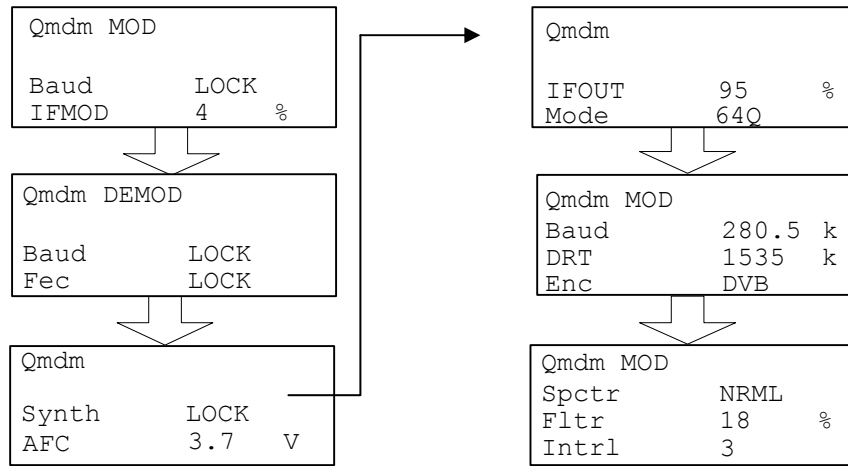 Qmdm MOD
Baud LOCK
IFMOD 4 %
Qmdm DEMOD
Baud LOCK
Fec LOCK
Qmdm
Synth LOCK
AFC 3.7 V
Qmdm
IFOUT 95 %
Mode 64Q
Qmdm MOD
Baud 280.5 k
DRT 1535 k
Enc DVB
Qmdm MOD
Spctr NRML
Fltr 18 %
Intrl 3